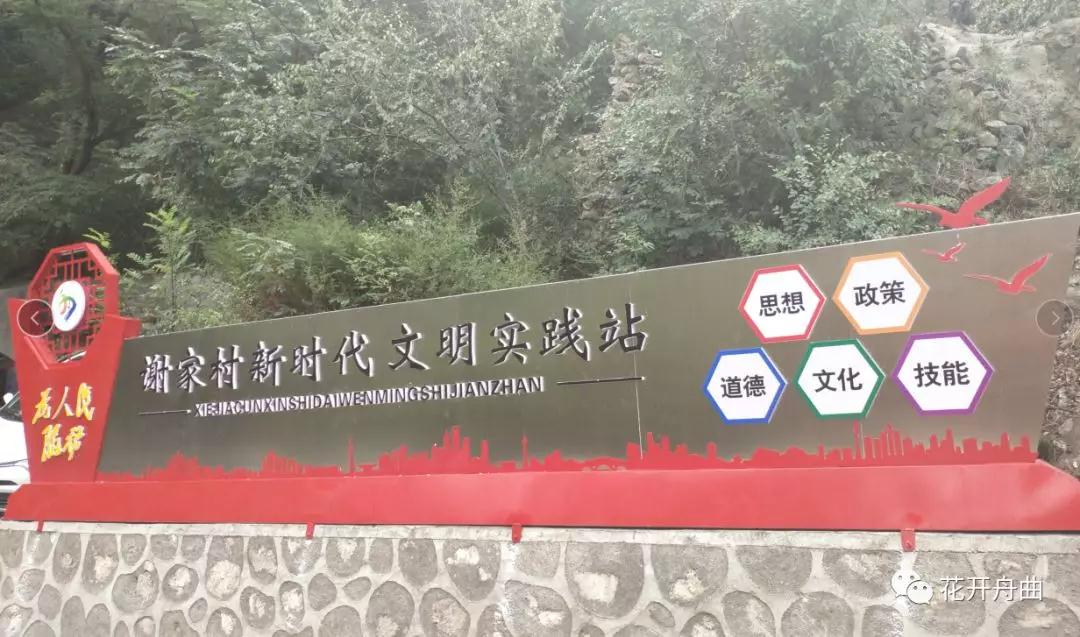 谢家村新时代文明实践站
XIEJIACUNXINSHIDAIWENMINGSHIJIANZHAN
为人民
服务
思想
政策
道德
文化
技能
花开舟曲